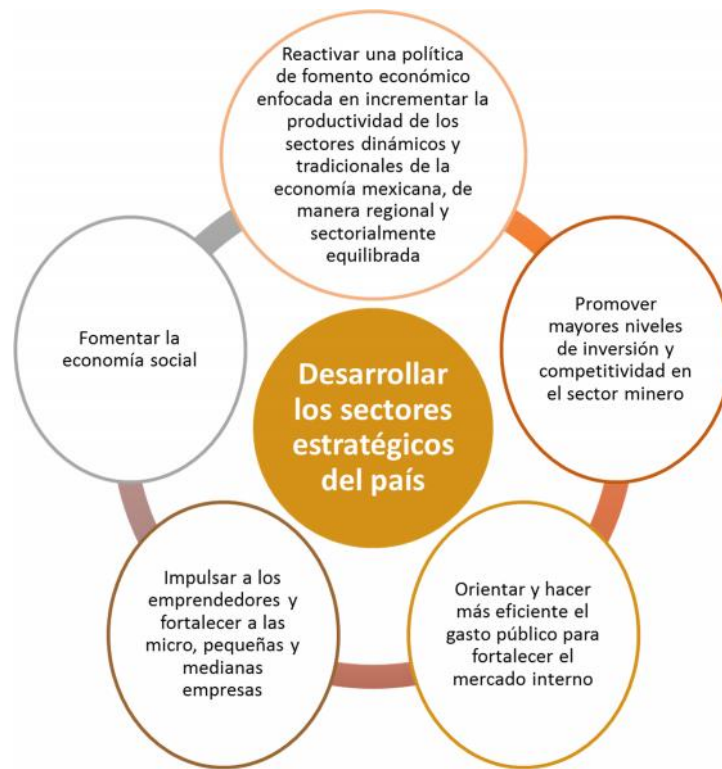 Reactivar una política
de fomento económico
enfocada en incrementar la
productividad de los
sectores dinámicos y
tradicionales de la
economía mexicana, de
manera regional y
sectorialmente
equilibrada
Promover
mayores niveles
de inversión y
competitividad en
el sector minero
Orientar y hacer
más eficiente el
gasto público para
fortalecer el
mercado interno
Impulsar a los
emprendedores y
fortalecer a las
micro, pequeñas y
medianas
empresas
Fomentar la
economía social
Desarrollar
los sectores
estratégicos
del país